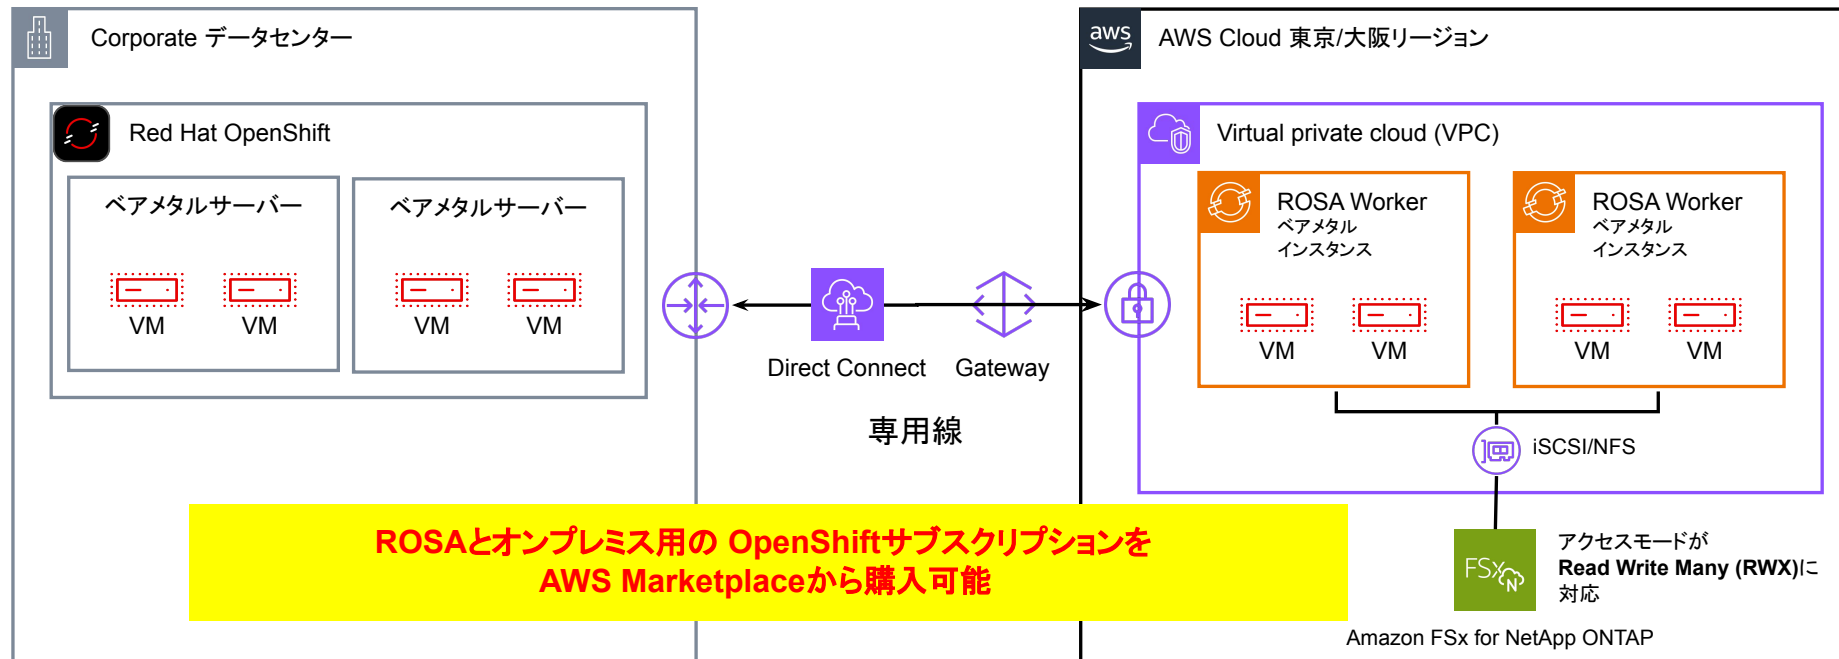 Corporate データセンター
Red Hat OpenShift
ベアメタルサーバー
VM
VM
ベアメタルサーバー
VM
VM
Direct Connect
Gateway
専用線
aws
AWS Cloud 東京/大阪リージョン
Virtual private cloud (VPC)
ROSA Worker
ベアメタル
インスタンス
VM
VM
ROSA Worker
ベアメタル
インスタンス
VM
VM
iSCSI/NFS
ROSAとオンプレミス用の OpenShiftサブスクリプションを
AWS Marketplaceから購入可能
FSx
N
アクセスモードが
Read Write Many (RWX)に
対応
Amazon FSx for NetApp ONTAP